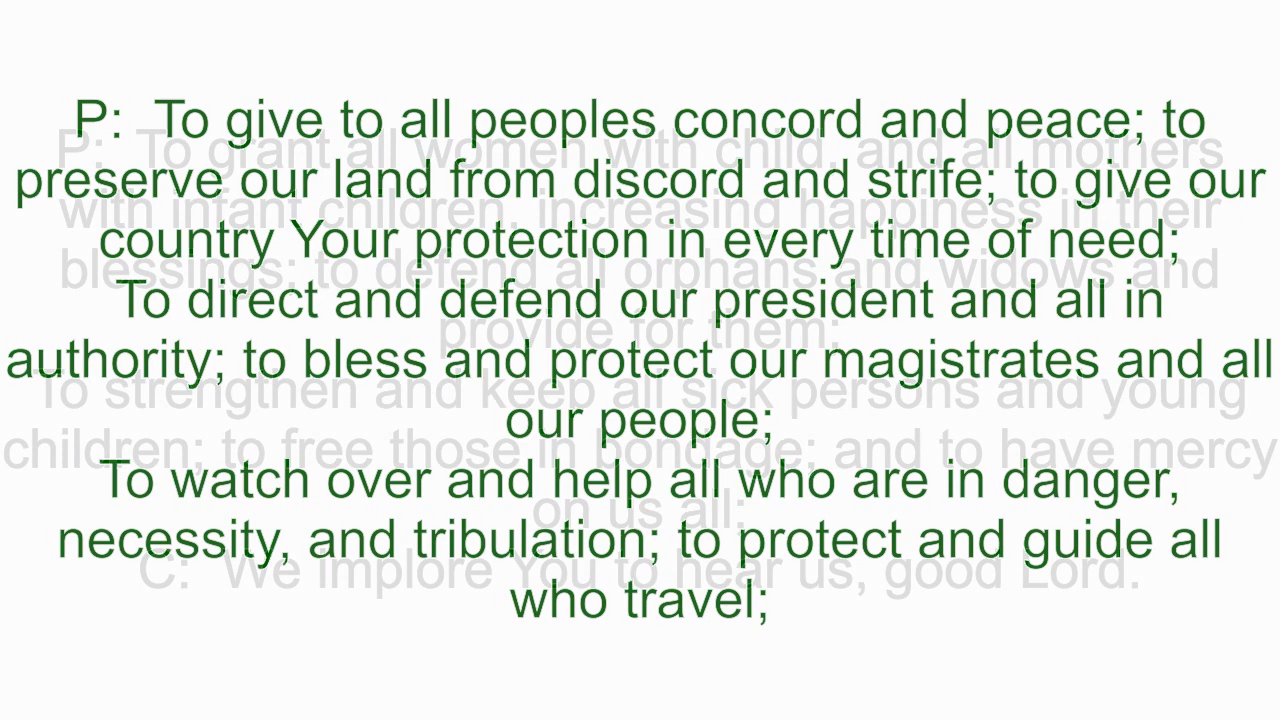 P: To give to all peoples concord and peace; to
preserve our land from discord and strife; to give our
country Your protection in every time of need;
To direct and defend our president and all in
authority; to bless and protect our magistrates and all
our people;
To watch over and help all who are in danger,
necessity, and tribulation; to protect and guide all
who travel;
P: To grant all women with child, and all mothers
with infant children, increasing happiness in their
blessings; to defend all orphans and widows and
provide for them;
To strengthen and keep all sick persons and young
children; to free those in bondage; and to have mercy
on us all;
C: We implore You to hear us, good Lord.